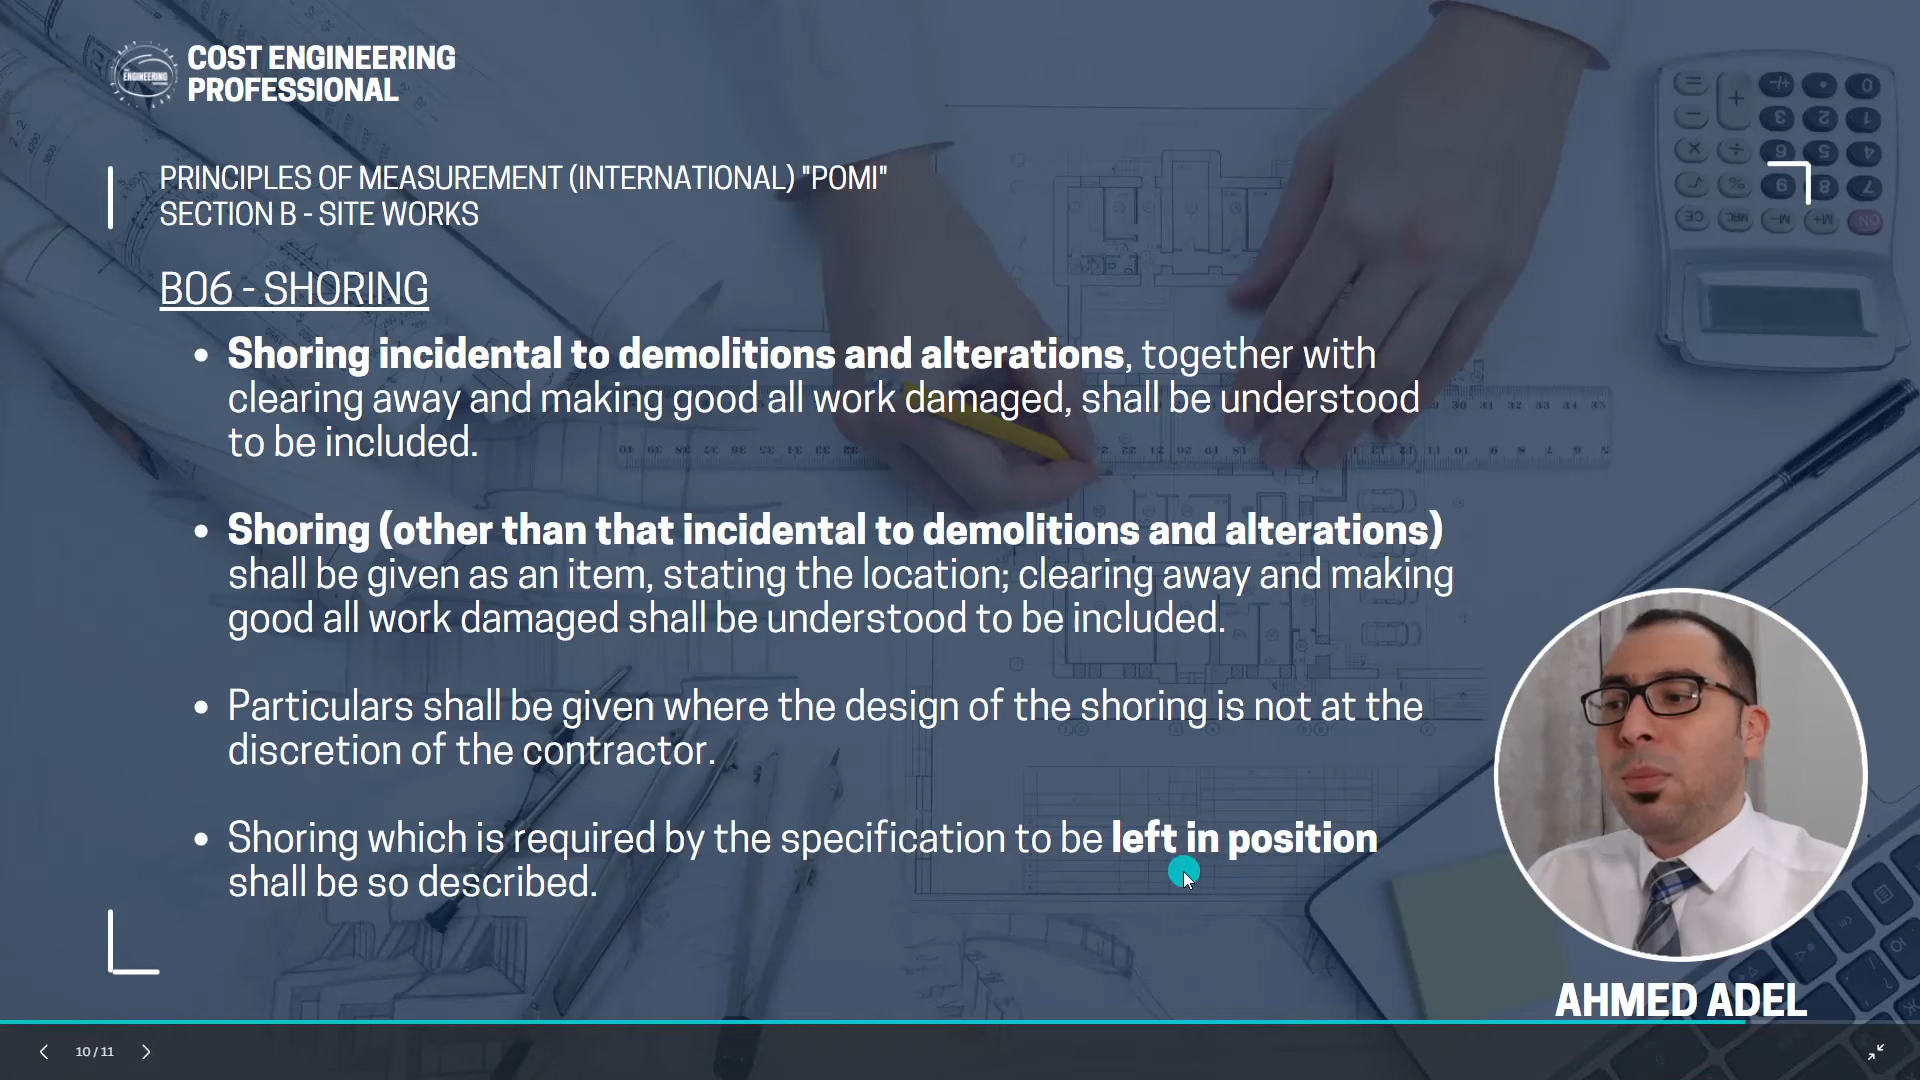 ENGINEERING
COST ENGINEERING
PROFESSIONAL
PRINCIPLES OF MEASUREMENT (INTERNATIONAL) "POMI"
SECTION B - SITE WORKS
B06 - SHORING
• Shoring incidental to demolitions and alterations, together with
clearing away and making good all work damaged, shall be understood
to be included.
• Shoring (other than that incidental to demolitions and alterations)
shall be given as an item, stating the location; clearing away and making
good all work damaged shall be understood to be included.
• Particulars shall be given where the design of the shoring is not at the
discretion of the contractor.
• Shoring which is required by the specification to be left in position
shall be so described.
AHMED ADEL
10 / 11